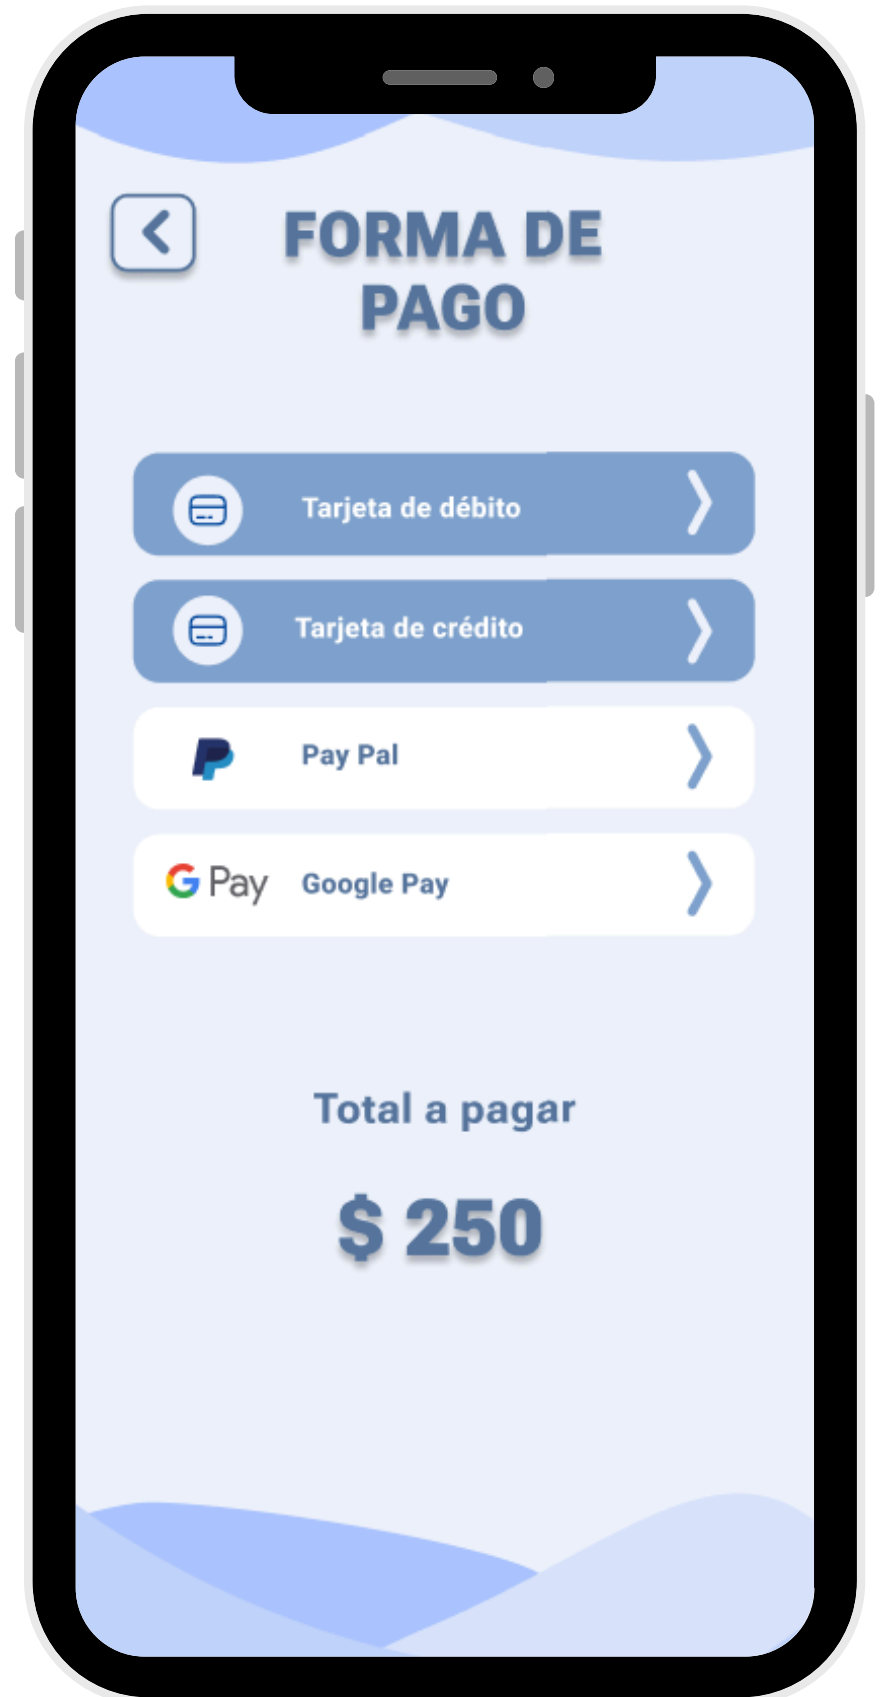 FORMA DE
PAGO
Tarjeta de débito
Tarjeta de crédito
Pay Pal
G Pay Google Pay
Total a pagar
$ 250